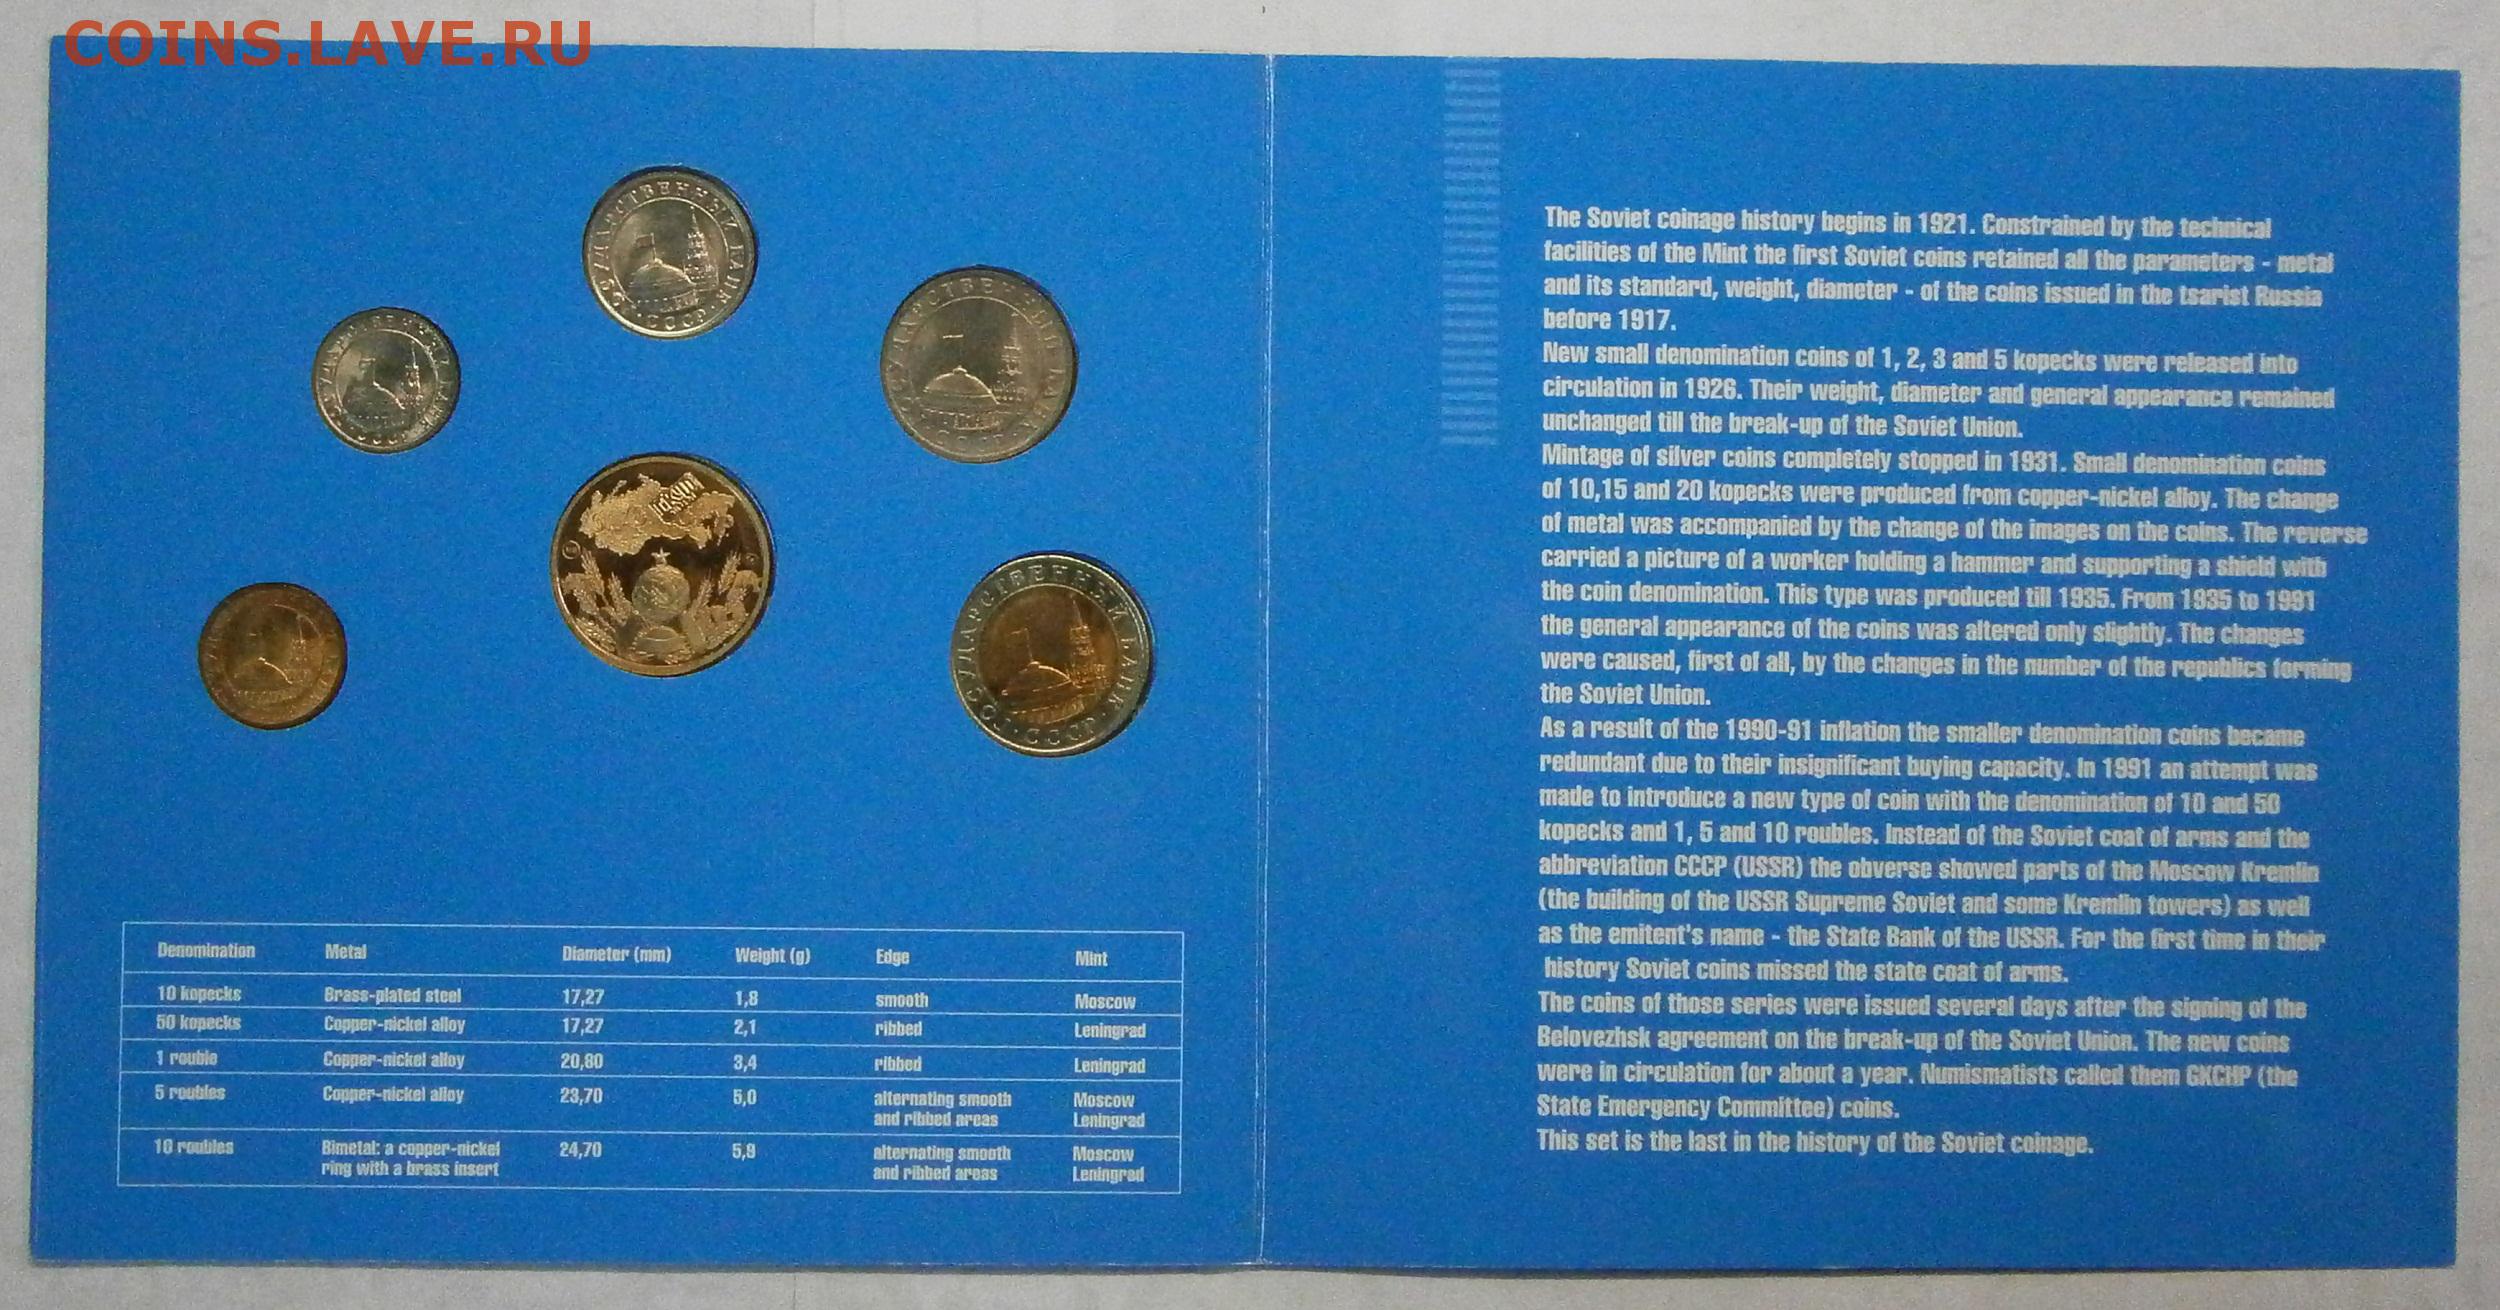 COINS.LAVE.RU
ГОСУДАРСТВЕННЫЙ БАНК
· СССР ·
ГОСУДАРСТВЕННЫЙ БАНК
· СССР ·
ГОСУДАРСТВЕННЫЙ БАНК
· СССР ·
ГОСУДАРСТВЕННЫЙ БАНК
· СССР ·
Denomination Metal Diameter (mm) Weight (g) Edge Mint
10 kopecks Brass-plated steel 17,27 1,8 smooth Moscow
50 kopecks Copper-nickel alloy 17,27 2,1 ribbed Leningrad
1 rouble Copper-nickel alloy 20,80 3,4 ribbed Leningrad
5 roubles Copper-nickel alloy 23,70 5,0 alternating smooth Moscow
and ribbed areas Leningrad
10 roubles Bimetal: a copper-nickel 24,70 5,9 alternating smooth Moscow
ring with a brass insert and ribbed areas Leningrad
The Soviet coinage history begins in 1921. Constrained by the technical
facilities of the Mint the first Soviet coins retained all the parameters - metal
and its standard, weight, diameter - of the coins issued in the tsarist Russia
before 1917.
New small denomination coins of 1, 2, 3 and 5 kopecks were released into
circulation in 1926. Their weight, diameter and general appearance remained
unchanged till the break-up of the Soviet Union.
Mintage of silver coins completely stopped in 1931. Small denomination coins
of 10,15 and 20 kopecks were produced from copper-nickel alloy. The change
of metal was accompanied by the change of the images on the coins. The reverse
carried a picture of a worker holding a hammer and supporting a shield with
the coin denomination. This type was produced till 1935. From 1935 to 1991
the general appearance of the coins was altered only slightly. The changes
were caused, first of all, by the changes in the number of the republics forming
the Soviet Union.
As a result of the 1990-91 inflation the smaller denomination coins became
redundant due to their insignificant buying capacity. In 1991 an attempt was
made to introduce a new type of coin with the denomination of 10 and 50
kopecks and 1, 5 and 10 roubles. Instead of the Soviet coat of arms and the
abbreviation CCCP (USSR) the obverse showed parts of the Moscow Kremlin
(the building of the USSR Supreme Soviet and some Kremlin towers) as well
as the emitent's name - the State Bank of the USSR. For the first time in their
history Soviet coins missed the state coat of arms.
The coins of those series were issued several days after the signing of the
Belovezhsk agreement on the break-up of the Soviet Union. The new coins
were in circulation for about a year. Numismatists called them GKCHP (the
State Emergency Committee) coins.
This set is the last in the history of the Soviet coinage.